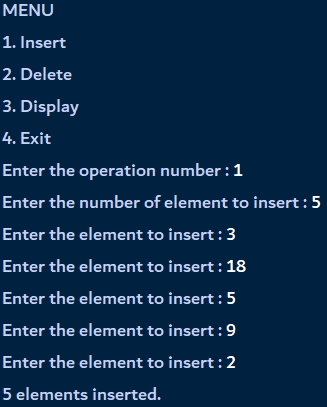 MENU
1. Insert
2. Delete
3. Display
4. Exit
Enter the operation number : 1
Enter the number of element to insert : 5
Enter the element to insert : 3
Enter the element to insert : 18
Enter the element to insert : 5
Enter the element to insert : 9
Enter the element to insert : 2
5 elements inserted.